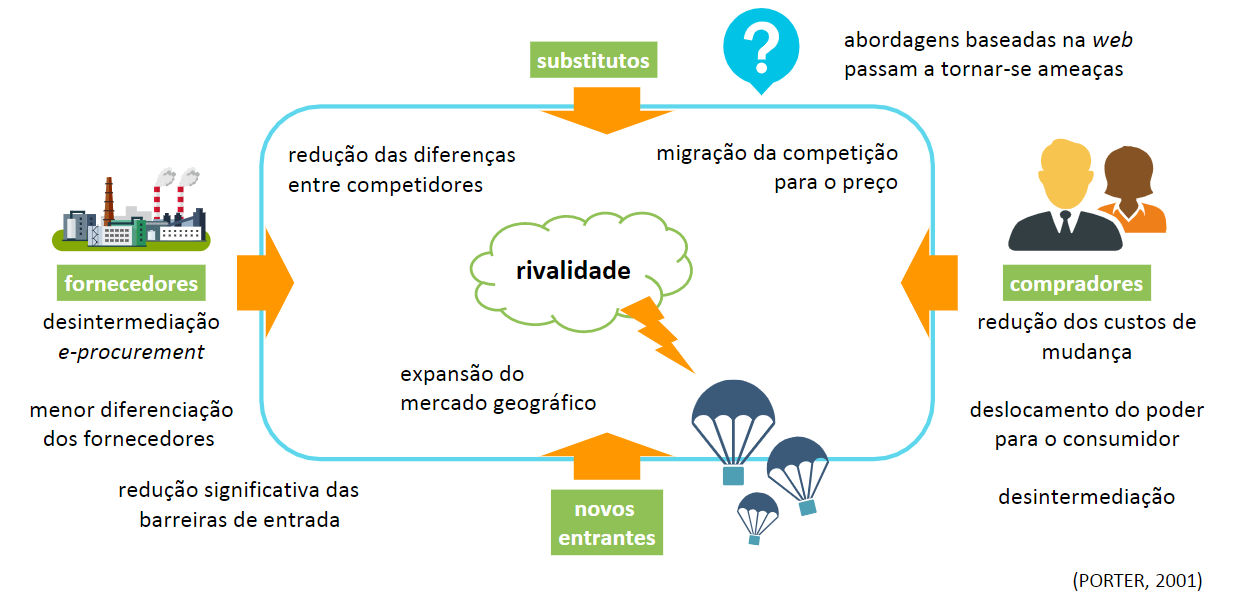 substitutos
?
abordagens baseadas na web
passam a tornar-se ameaças
redução das diferenças
entre competidores
migração da competição
para o preço
rivalidade
fornecedores
desintermediação
e-procurement
menor diferenciação
dos fornecedores
compradores
redução dos custos de
mudança
deslocamento do poder
para o consumidor
desintermediação
expansão do
mercado geográfico
redução significativa das
barreiras de entrada
novos
entrantes
(PORTER, 2001)